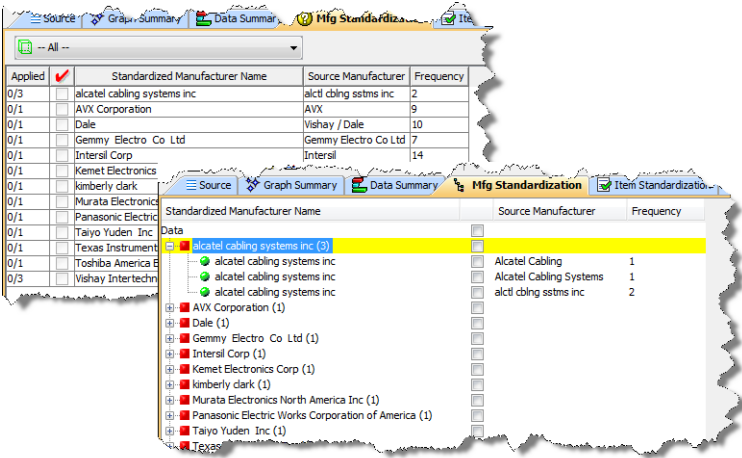 Source Graph Summary Data Summary Mfg Standardiza Ite
-- All --
Applied Standardized Manufacturer Name Source Manufacturer Frequency
0/3 alcatel cabling systems inc alctl cblng sstms inc 2
0/1 AVX Corporation AVX 9
0/1 Dale Vishay / Dale 10
0/1 Gemmy Electro Co Ltd Gemmy Electro Co Ltd 7
0/1 Intersil Corp Intersil 14
0/1 Kemet Electronics
0/1 kimberly clark
0/1 Murata Electronics
0/1 Panasonic Electric
0/1 Taiyo Yuden Inc
0/1 Texas Instrument
0/1 Toshiba America E
0/3 Vishay Intertechn
Source Graph Summary Data Summary Mfg Standardization Item Standardization
Standardized Manufacturer Name Source Manufacturer Frequency
Data
alcatel cabling systems inc (3)
alcatel cabling systems inc Alcatel Cabling 1
alcatel cabling systems inc Alcatel Cabling Systems 1
alcatel cabling systems inc alctl cblng sstms inc 2
AVX Corporation (1)
Dale (1)
Gemmy Electro Co Ltd (1)
Intersil Corp (1)
Kemet Electronics Corp (1)
kimberly clark (1)
Murata Electronics North America Inc (1)
Panasonic Electric Works Corporation of America (1)
Taiyo Yuden Inc (1)
Texas